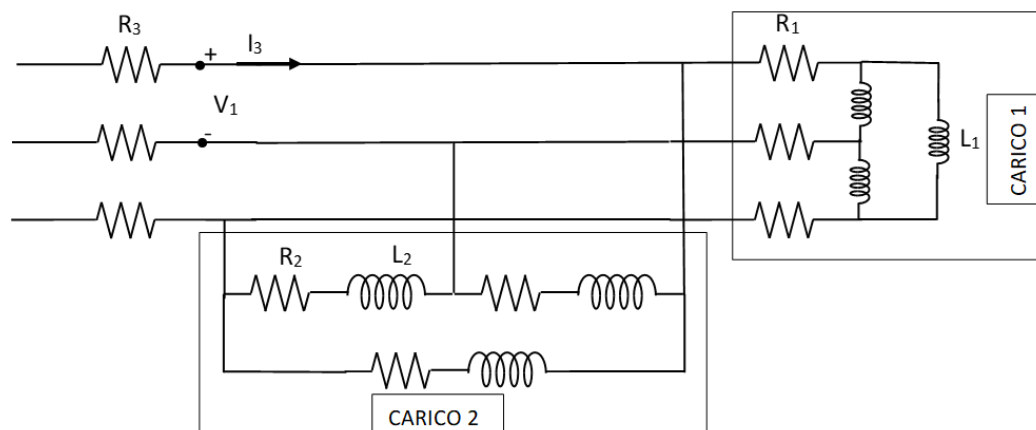 R₃
I₃
R₁
+
V₁
-
L₁
CARICO 1
R₂
L₂
CARICO 2